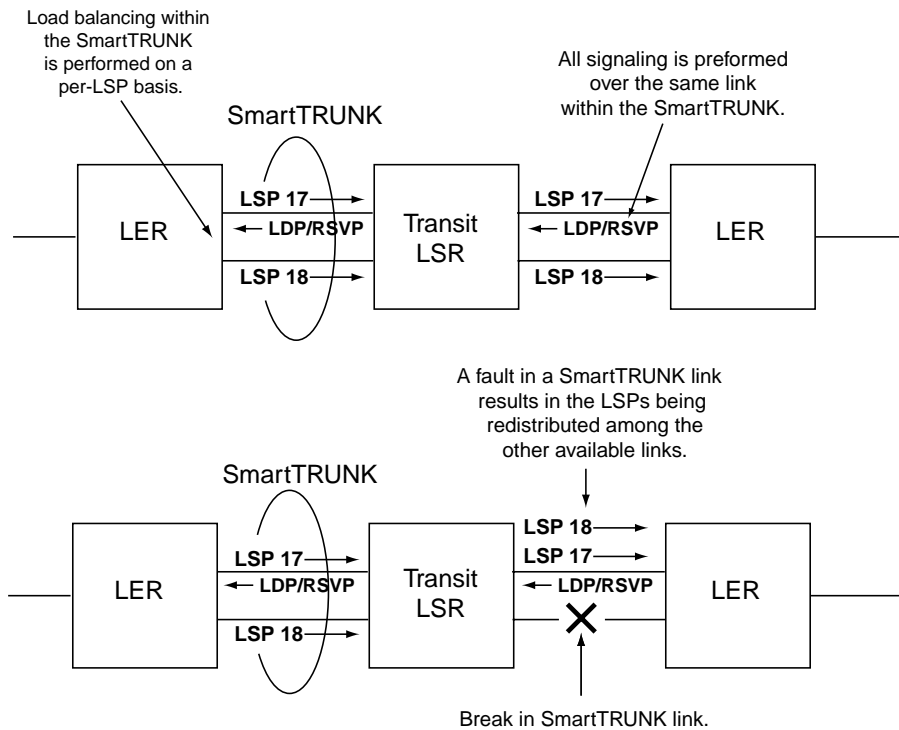 Load balancing within
the SmartTRUNK
is performed on a
per-LSP basis.
All signaling is preformed
over the same link
within the SmartTRUNK.
SmartTRUNK
LSP 17
LSP 17
LER
LDP/RSVP
Transit
LSR
LDP/RSVP
LER
LSP 18
LSP 18
A fault in a SmartTRUNK link
results in the LSPs being
redistributed among the
other available links.
SmartTRUNK
LSP 18
LSP 17
LSP 17
LER
LDP/RSVP
Transit
LSR
LDP/RSVP
LER
LSP 18
Break in SmartTRUNK link.